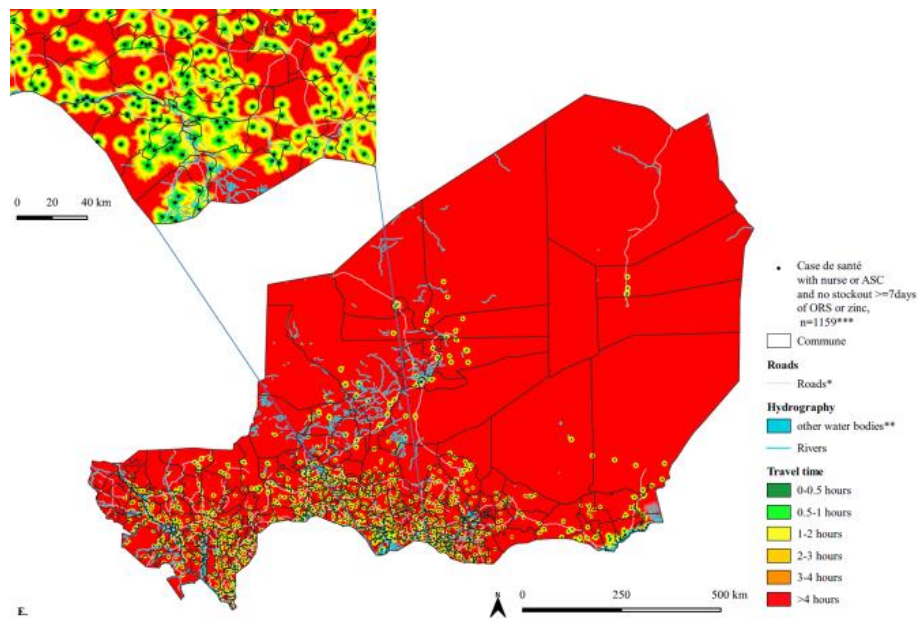 0 20 40 km
Case de santé
with nurse or ASC
and no stockout >=7days
of ORS or zinc,
n=1159***
Commune
Roads
Roads*
Hydrography
other water bodies**
Rivers
Travel time
0-0.5 hours
0.5-1 hours
1-2 hours
2-3 hours
3-4 hours
>4 hours
E.
N
0 250 500 km